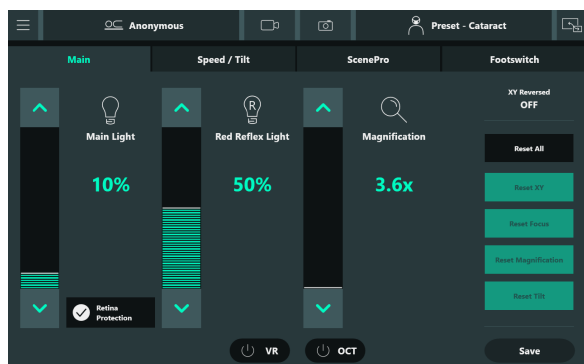 Anonymous
Preset - Cataract
Main
Speed / Tilt
ScenePro
Footswitch
Main Light
10%
Retina
Protection
R
Red Reflex Light
50%
Magnification
3.6x
XY Reversed
OFF
Reset All
Reset XY
Reset Focus
Reset Magnification
Reset Tilt
VR
OCT
Save